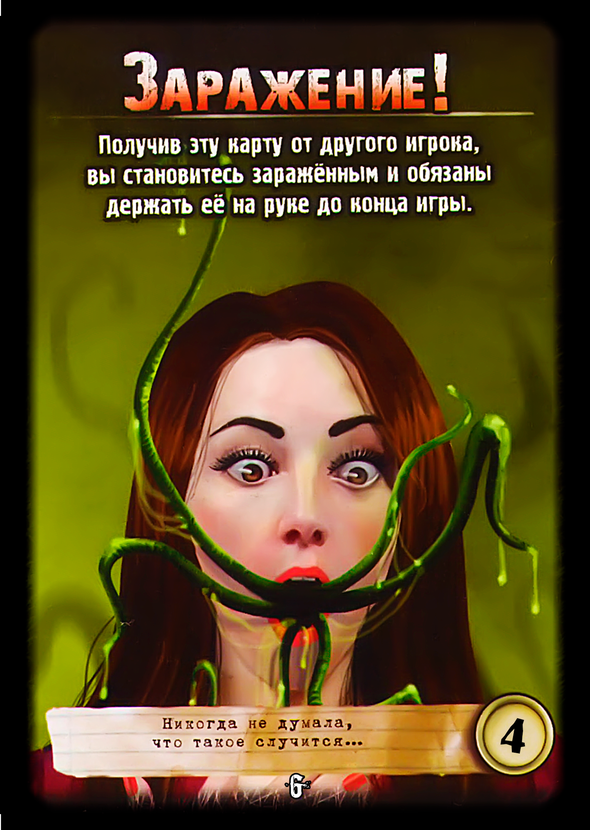 Заражение!
Получив эту карту от другого игрока,
вы становитесь заражённым и обязаны
держать её на руке до конца игры.
Никогда не думала,
что такое случится...
4
6